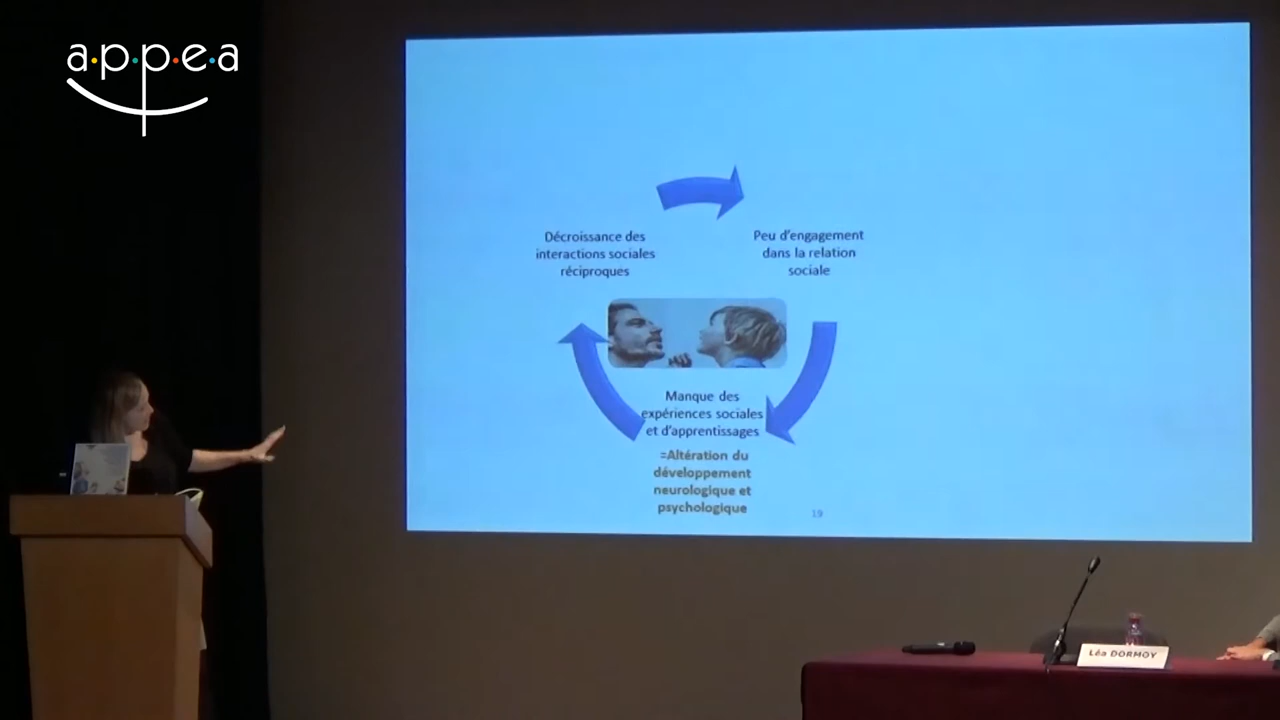 a·p·p·e·a
Décroissance des
interactions sociales
réciproques
Peu d'engagement
dans la relation
sociale
Manque des
expériences sociales
et d'apprentissages
=Altération du
développement
neurologique et
psychologique
19
Léa DORMOY